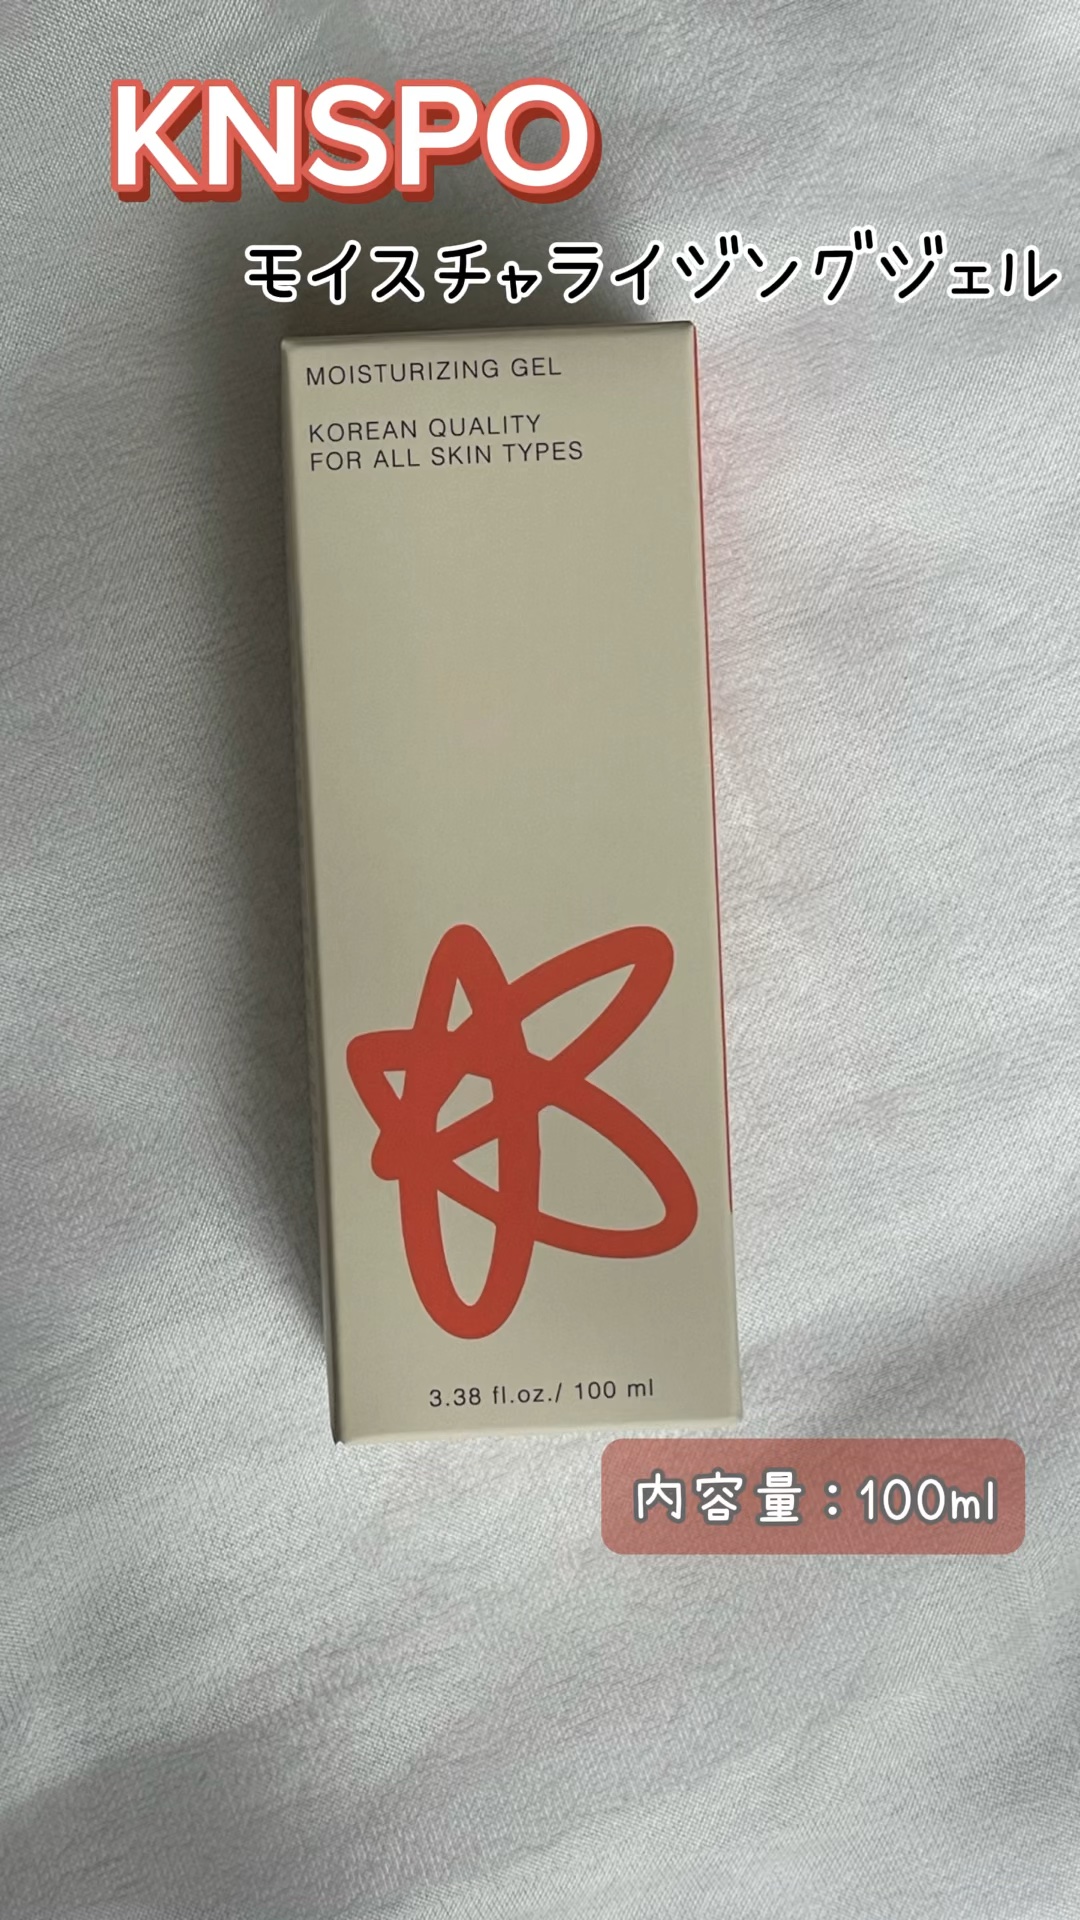 KNSPO
モイスチャライジングジェル
MOISTURIZING GEL
KOREAN QUALITY
FOR ALL SKIN TYPES
3.38 fl.oz./ 100 ml
内容量：100ml